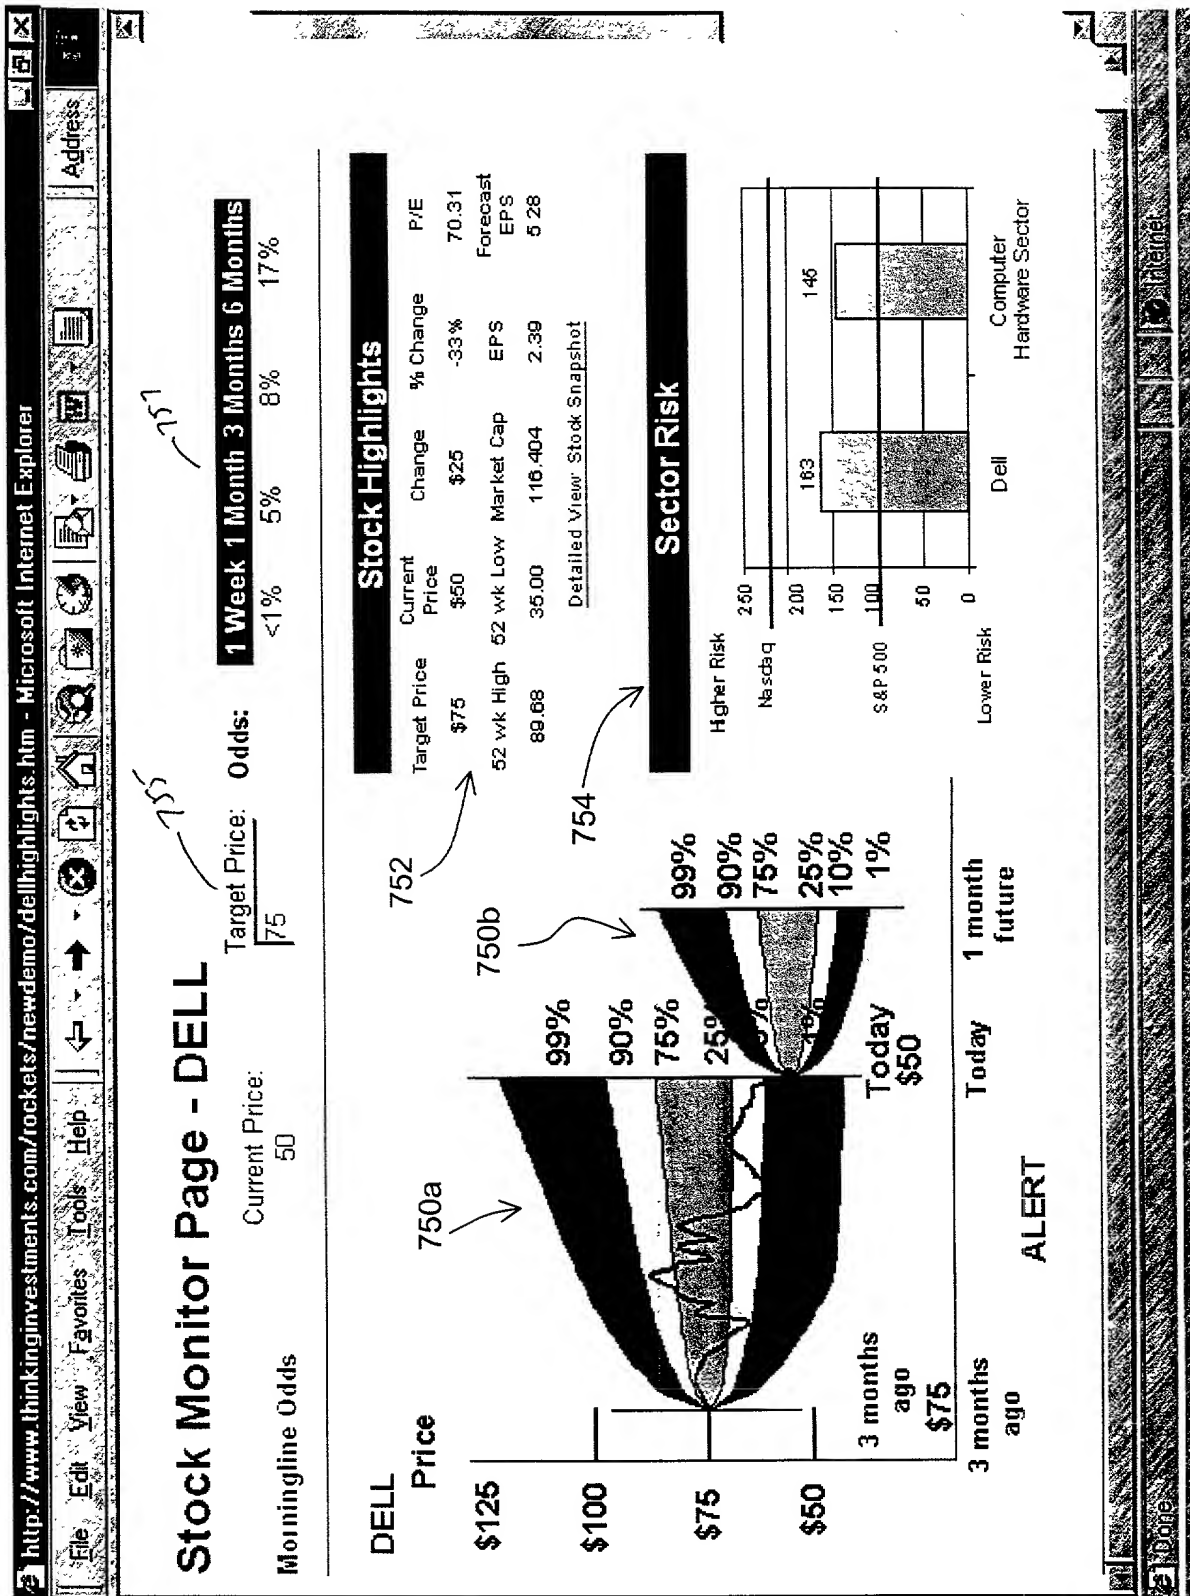 http://www.thinkinginvestments.com/rockets/newdemo/dellhighlights.htm - Microsoft Internet Explorer
File Edit View Favorites Tools Help
Address
Stock Monitor Page - DELL
755
757
Morningline Odds
Current Price:
50
Target Price:
75
Odds:
1 Week 1 Month 3 Months 6 Months
<1% 5% 8% 17%
DELL
Price
$125
$100
$75
$50
750a
750b
99%
90%
75%
25%
1%
99%
90%
75%
25%
10%
1%
3 months
ago
$75
Today
$50
3 months
ago
Today
1 month
future
ALERT
752
Stock Highlights
Target Price Current Price Change % Change P/E
$75 $50 $25 -33% 70.31
52 wk High 52 wk Low Market Cap EPS Forecast EPS
89.68 35.00 116.404 2.39 5 28
Detailed View: Stock Snapshot
754
Sector Risk
Higher Risk
Nasdaq
S&P 500
Lower Risk
250
200
150
100
50
0
163
145
Dell
Computer
Hardware Sector
Done
Internet